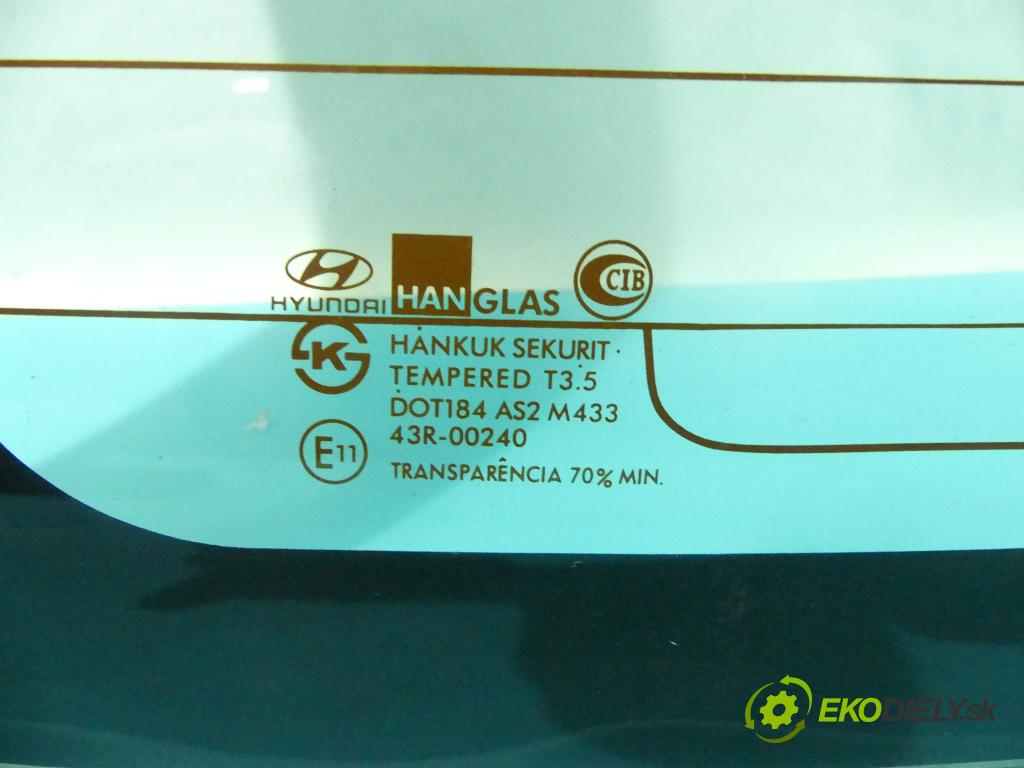 HYUNDAI HANGLAS CIB
K HANKUK SEKURIT
TEMPERED T3.5
DOT184 AS2 M433
43R-00240
E11 TRANSPARÊNCIA 70% MIN.
EKODIELY.sk